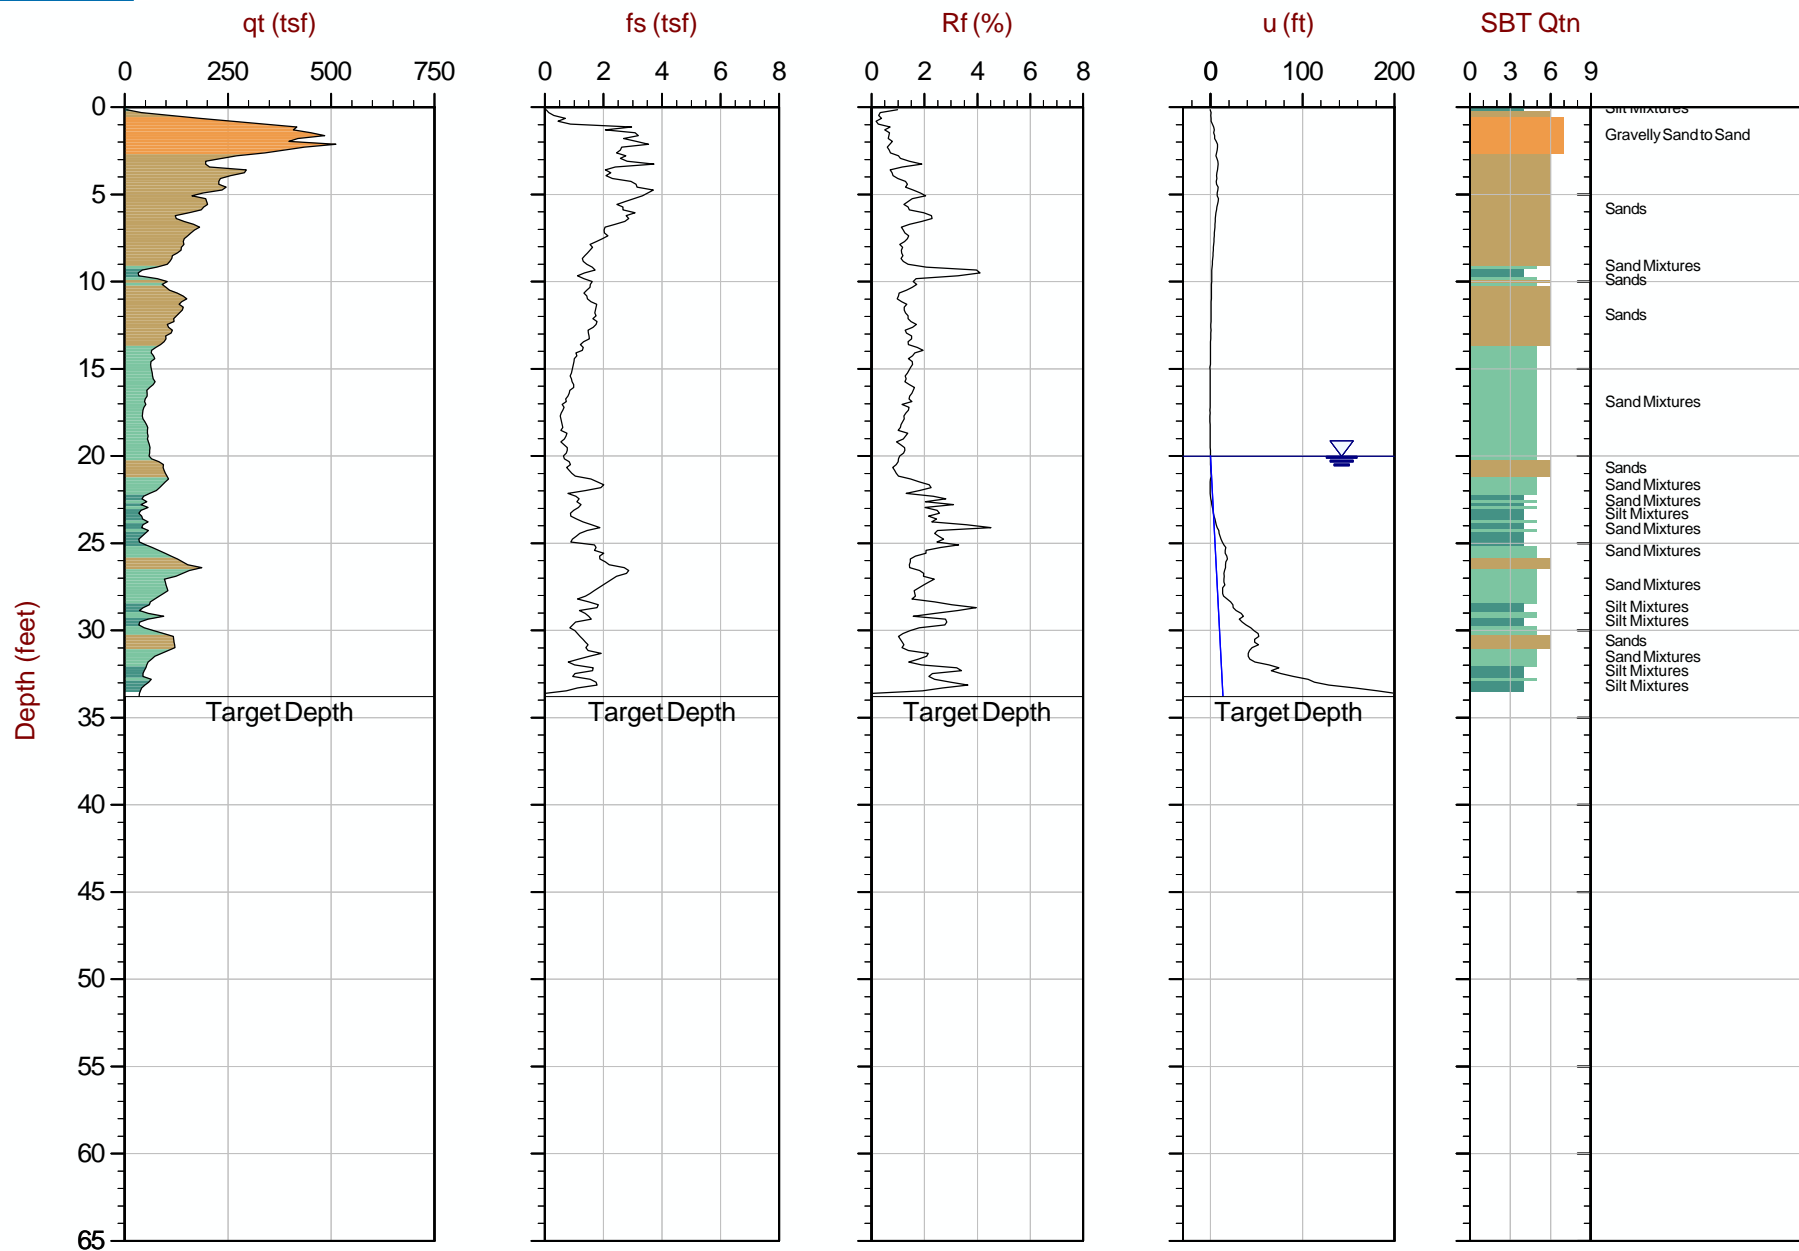 qt (tsf) fs (tsf) Rf (%) u (ft) SBT Qtn
0 250 500 750 0 2 4 6 8 0 2 4 6 8 0 100 200 0 3 6 9
0
5
10
15
20
25
30
35
40
45
50
55
60
65
Depth (feet)
Silt Mixtures
Gravelly Sand to Sand
Sands
Sand Mixtures
Sands
Sands
Sand Mixtures
Sands
Sand Mixtures
Sand Mixtures
Silt Mixtures
Sand Mixtures
Sand Mixtures
Sand Mixtures
Silt Mixtures
Silt Mixtures
Sands
Sand Mixtures
Silt Mixtures
Silt Mixtures
Target Depth Target Depth Target Depth Target Depth